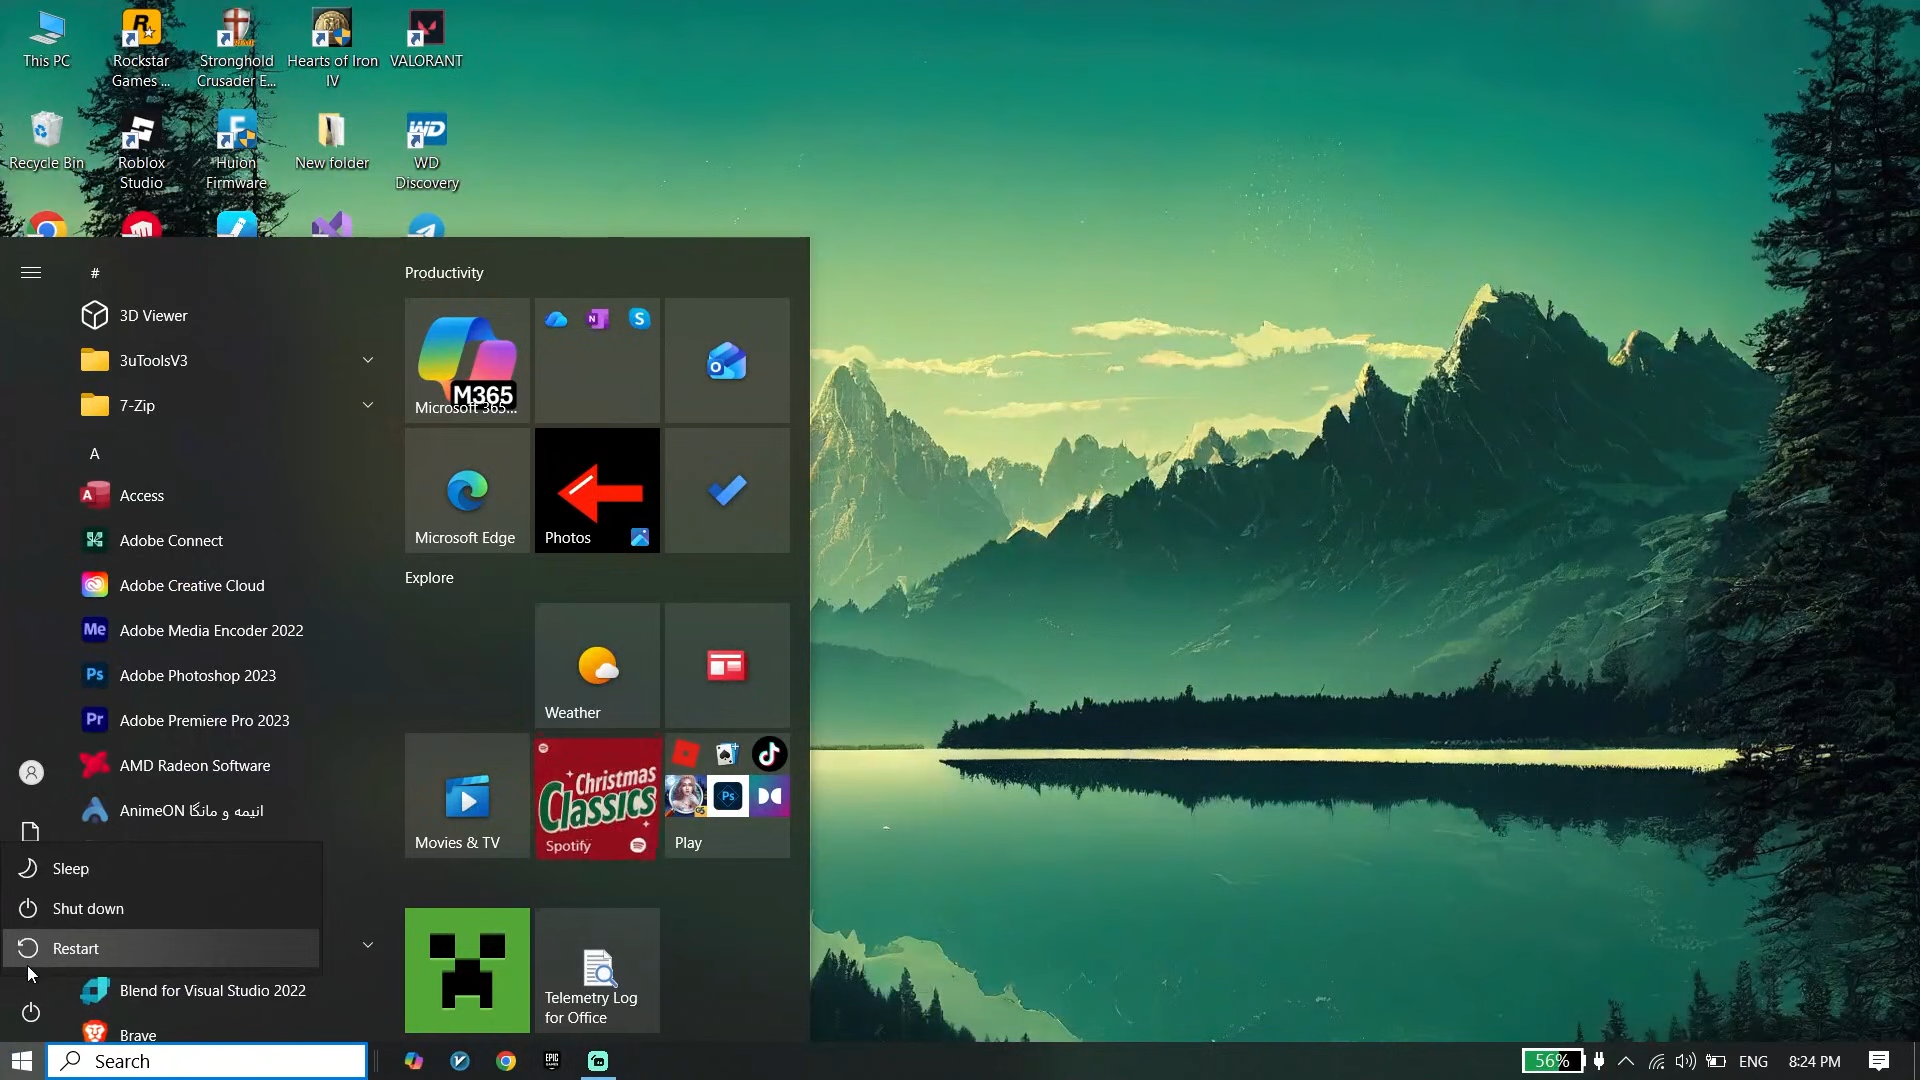 This PC
Rockstar
Games ...
Stronghold
Crusader E...
Hearts of Iron
IV
VALORANT
Recycle Bin
Roblox
Studio
Huion
Firmware
New folder
WD
Discovery
#
3D Viewer
3uToolsV3
7-Zip
A
Access
Adobe Connect
Adobe Creative Cloud
Adobe Media Encoder 2022
Adobe Photoshop 2023
Adobe Premiere Pro 2023
AMD Radeon Software
AnimeON انیمه و مانگا
Sleep
Shut down
Restart
Blend for Visual Studio 2022
Brave
Productivity
M365
Microsoft 365...
Microsoft Edge
Photos
Explore
Weather
Movies & TV
Christmas
Classics
Spotify
Play
Telemetry Log
for Office
Search
EPIC
GAMES
56%
ENG
8:24 PM